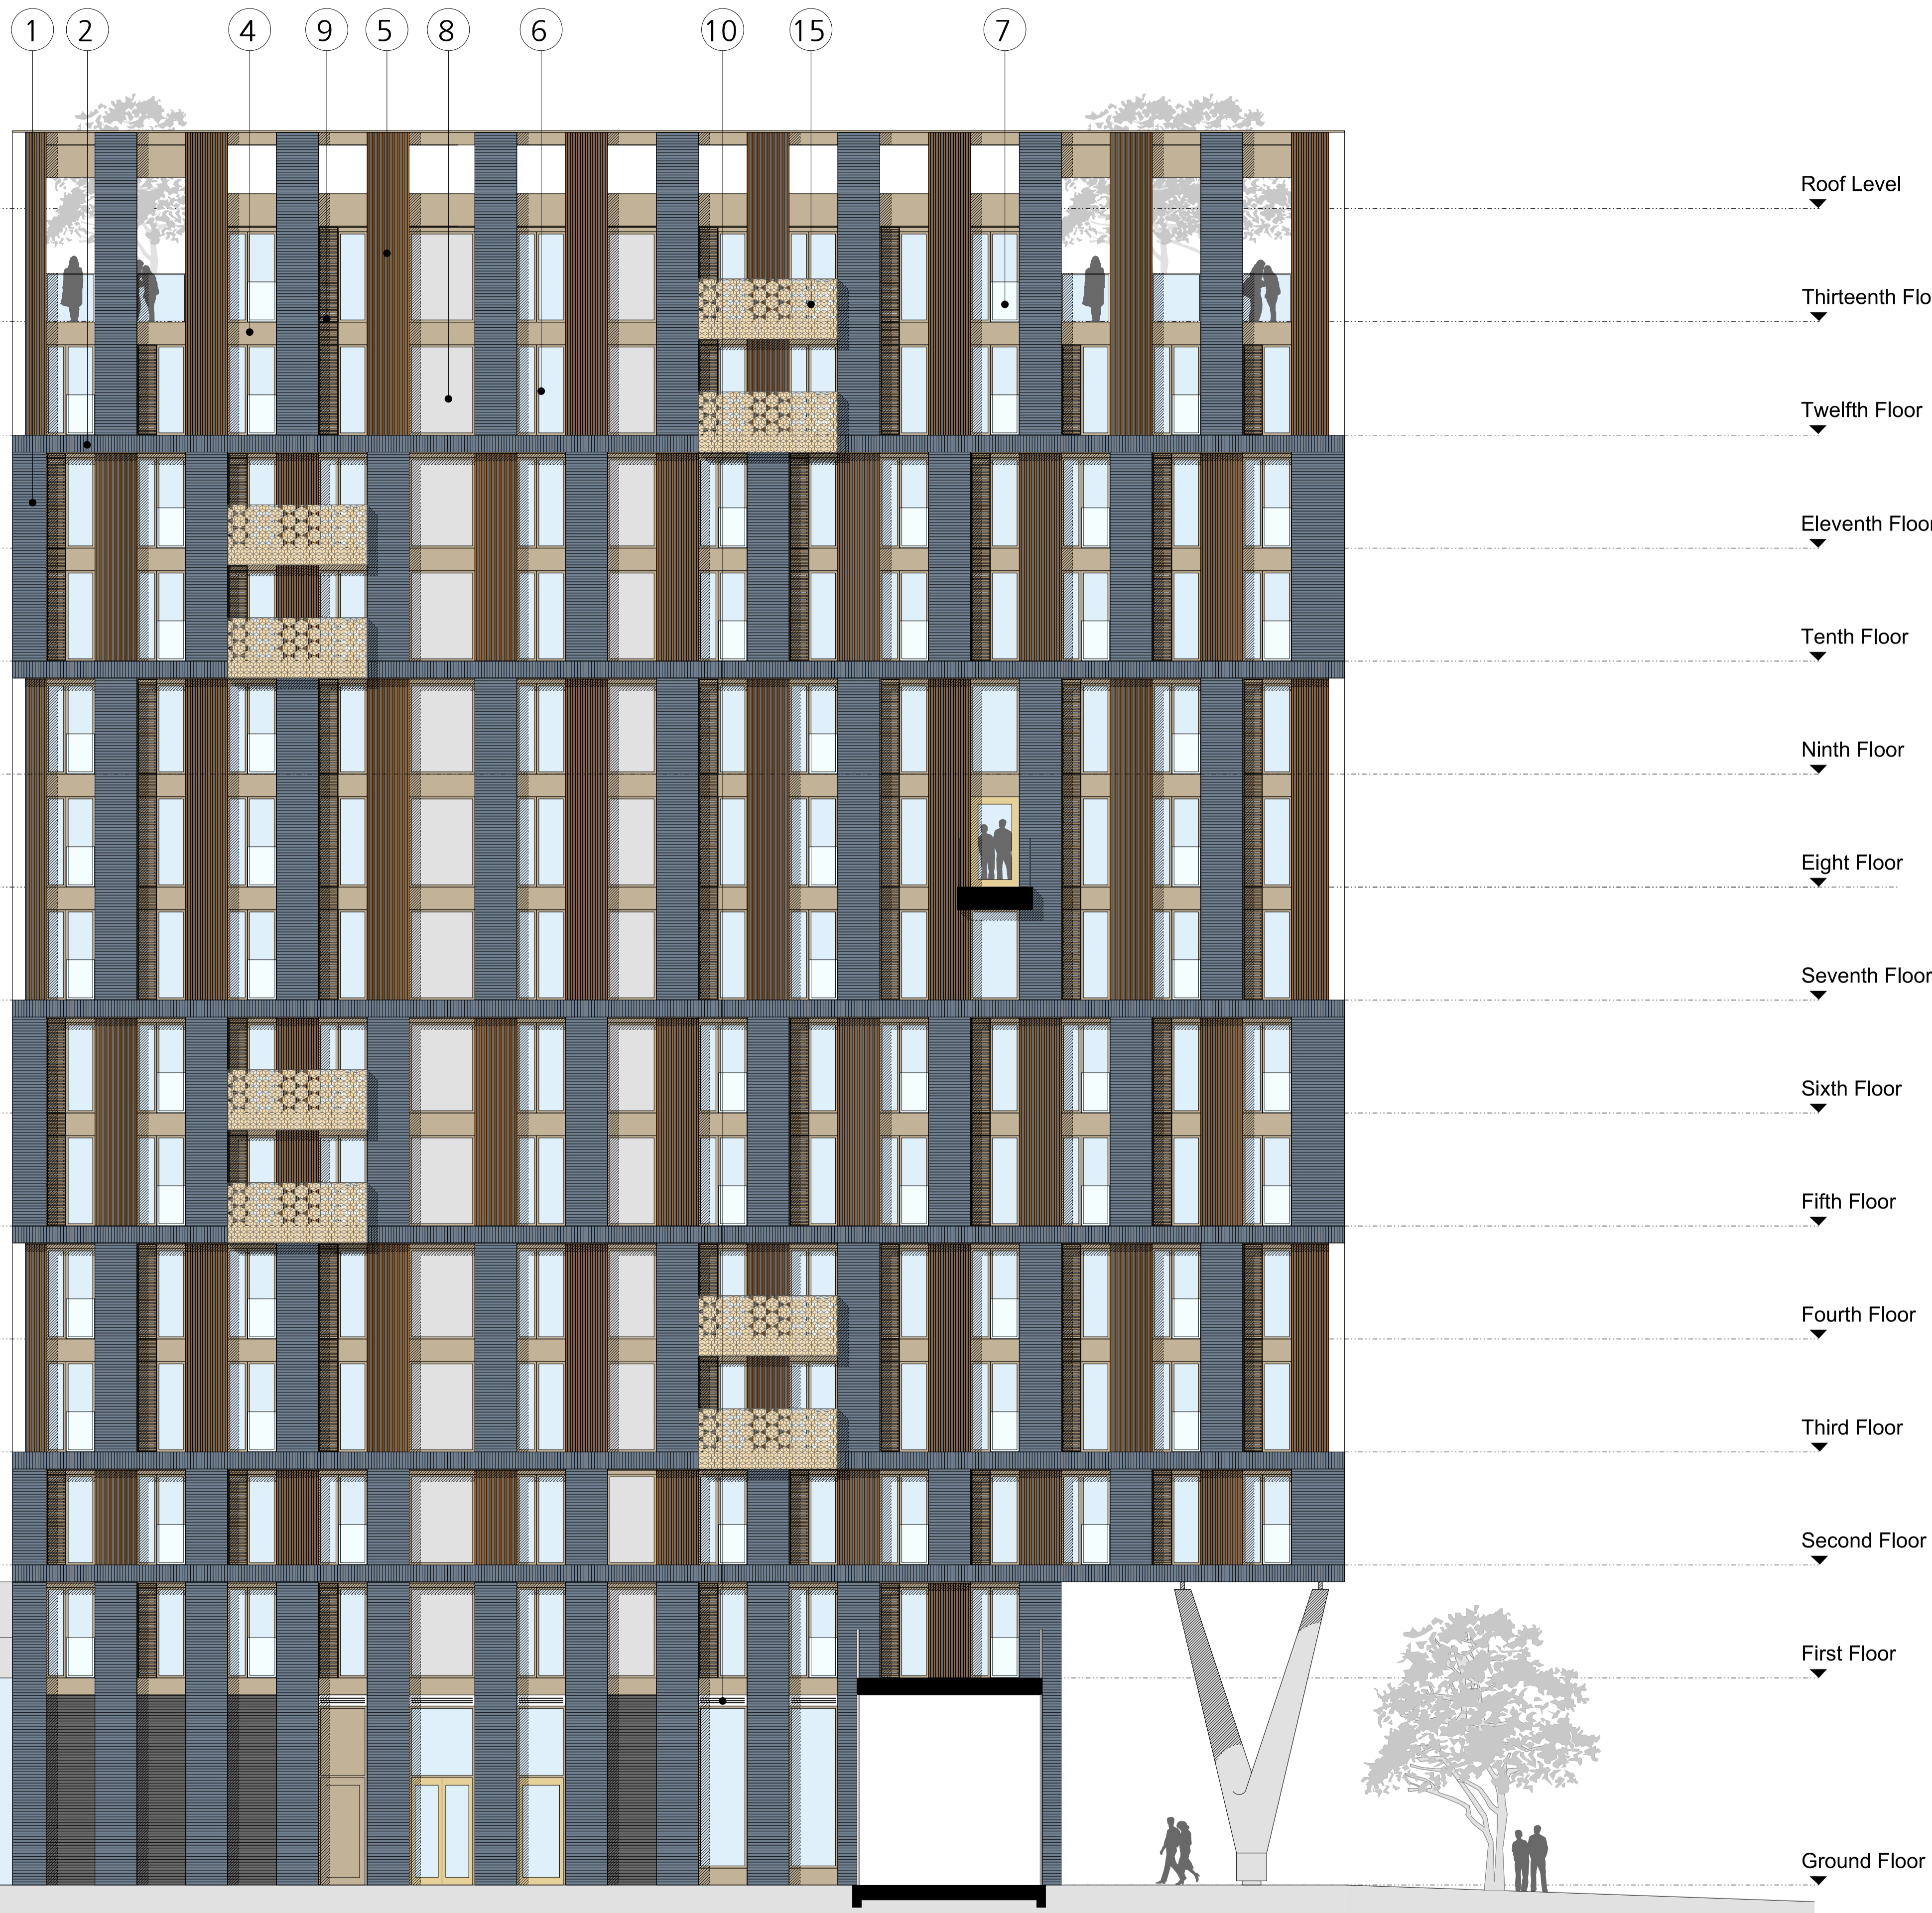 1 2 4 9 5 8 6 10 15 7
Roof Level
Thirteenth Flo
Twelfth Floor
Eleventh Floor
Tenth Floor
Ninth Floor
Eight Floor
Seventh Floor
Sixth Floor
Fifth Floor
Fourth Floor
Third Floor
Second Floor
First Floor
Ground Floor